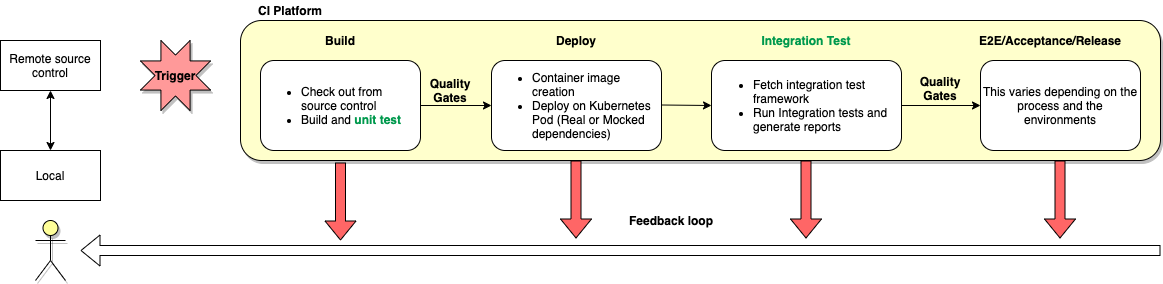 CI Platform
Remote source
control
Local
Trigger
Build
• Check out from
source control
• Build and unit test
Quality
Gates
Deploy
• Container image
creation
• Deploy on Kubernetes
Pod (Real or Mocked
dependencies)
Integration Test
• Fetch integration test
framework
• Run Integration tests and
generate reports
Quality
Gates
E2E/Acceptance/Release
This varies depending on the
process and the
environments
Feedback loop